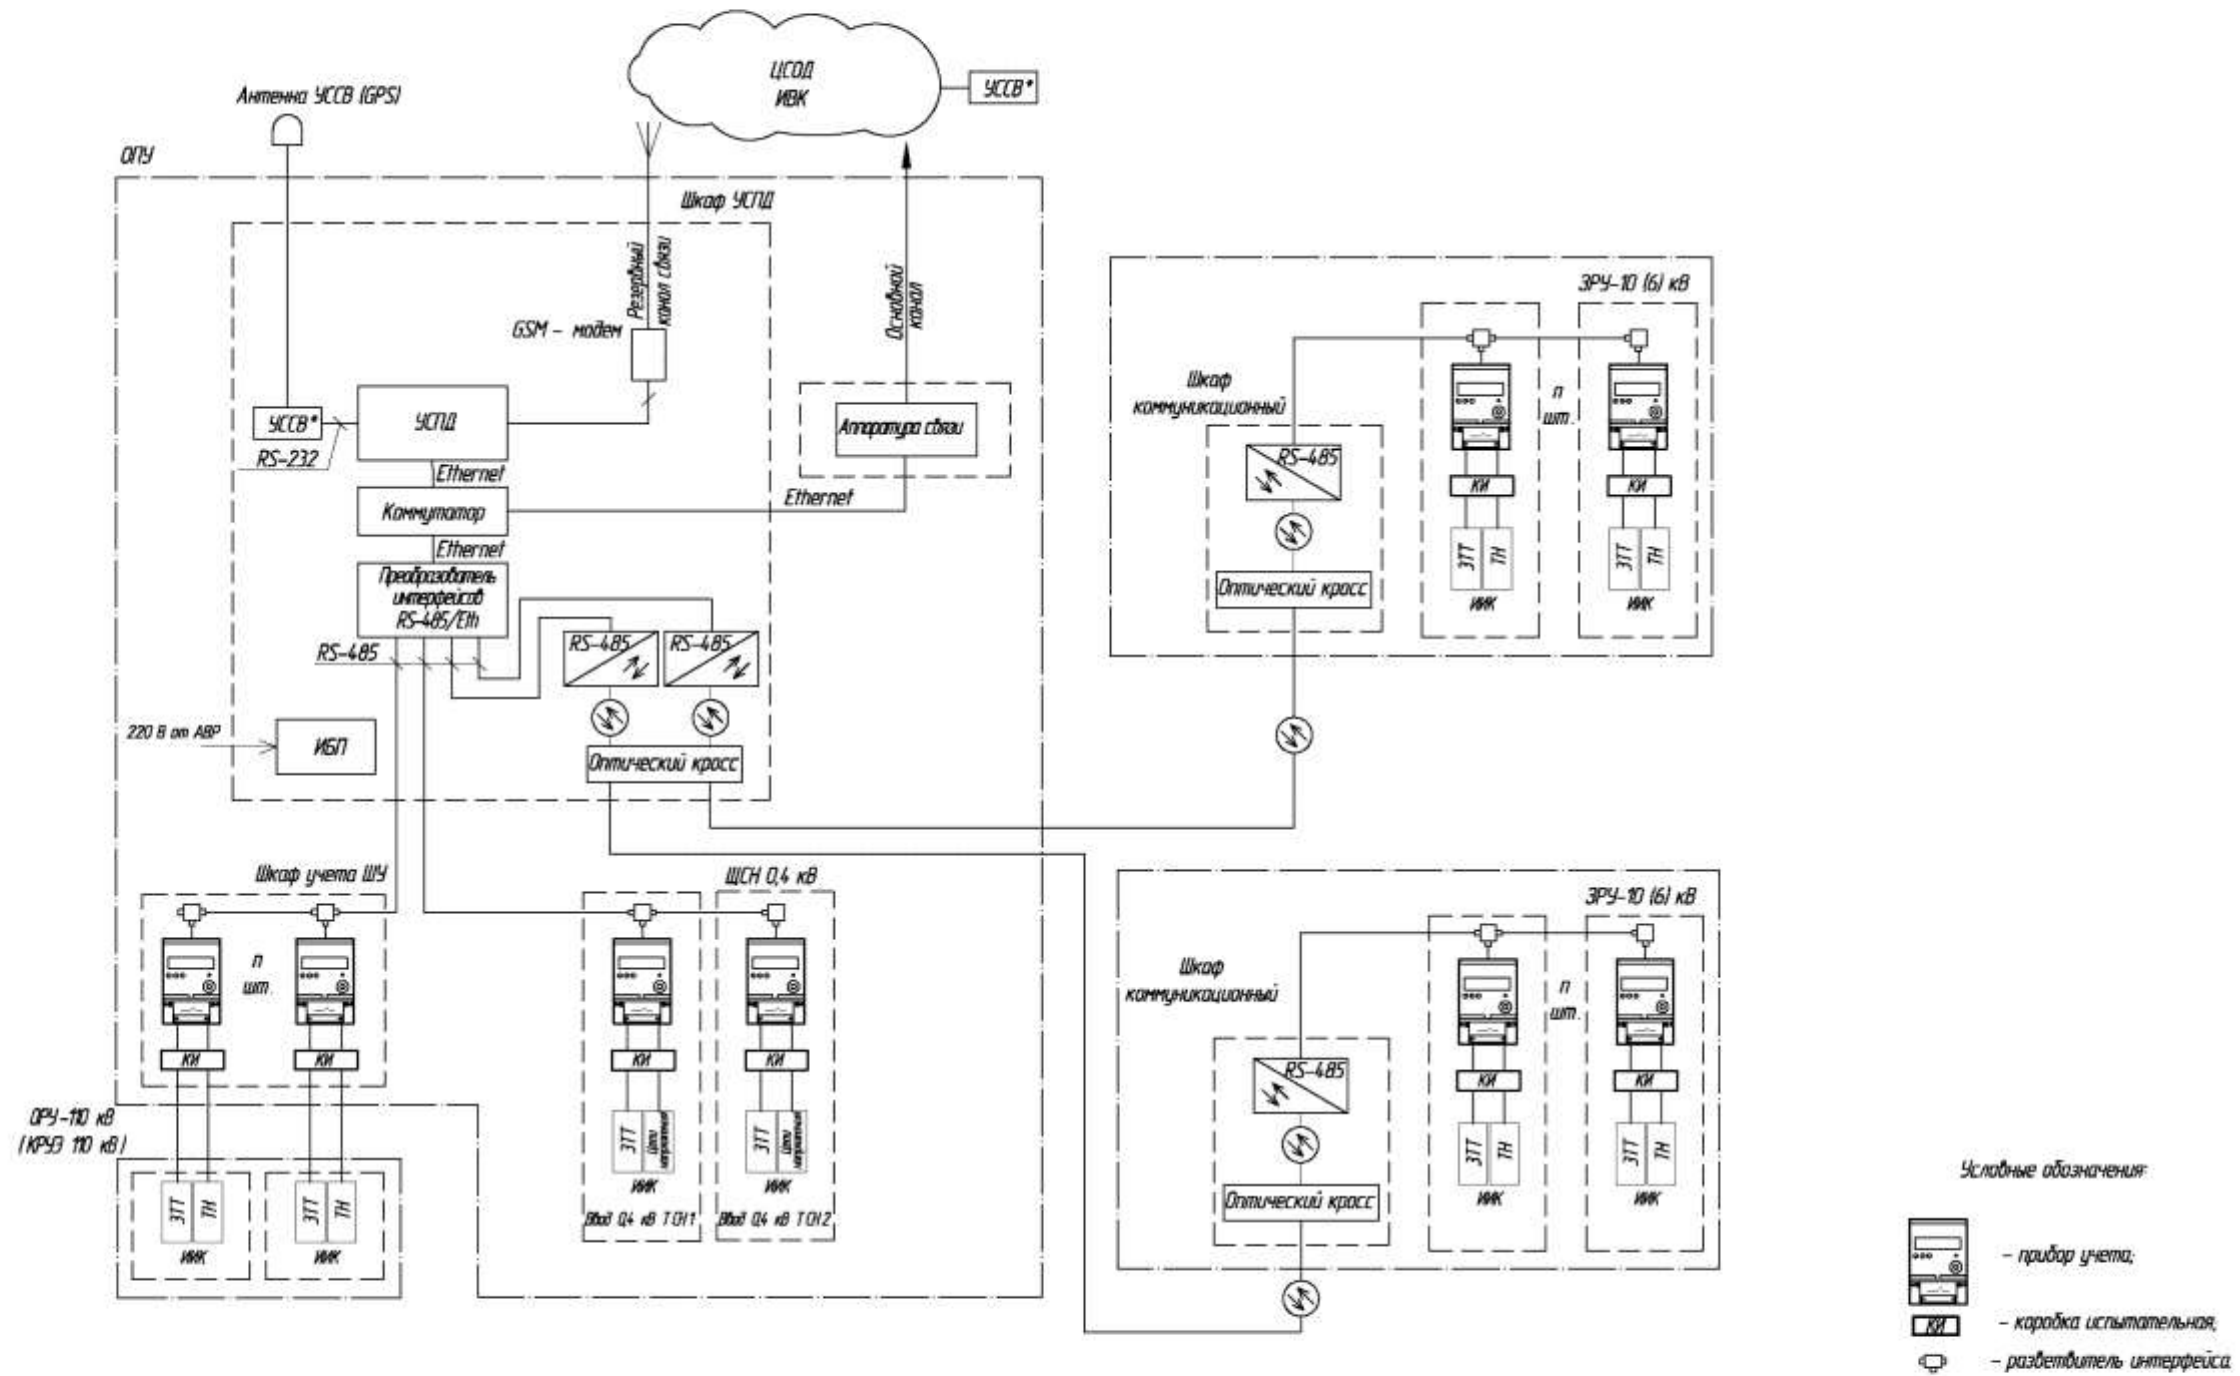 ЦСОД
ИВК
УССВ*
Антенна УССВ (GPS)
ОПУ
Шкаф УСПД
Резервный
канал связи
Основной
канал
GSM - модем
УССВ*
УСПД
RS-232
Аппаратура связи
Ethernet
Коммутатор
Ethernet
Ethernet
Преобразователь
интерфейсов
RS-485/Eth
RS-485
RS-485
RS-485
220 В от АВР
ИБП
Оптический кросс
ЗРУ-10 (6) кВ
Шкаф
коммуникационный
RS-485
Оптический кросс
п
шт.
КИ
КИ
ЗТТ
ТН
ЗТТ
ТН
ИИК
ИИК
Шкаф учета ШУ
п
шт.
КИ
КИ
ОРУ-110 кВ
(КРУЭ 110 кВ)
ЗТТ
ТН
ЗТТ
ТН
ИИК
ИИК
ЩСН 0,4 кВ
КИ
КИ
ЗТТ
ЗТТ
ИИК
ИИК
Ввод 0,4 кВ ТСН1
Ввод 0,4 кВ ТСН2
ЗРУ-10 (6) кВ
Шкаф
коммуникационный
RS-485
Оптический кросс
п
шт.
КИ
КИ
ЗТТ
ТН
ЗТТ
ТН
ИИК
ИИК
Условные обозначения:
- прибор учета;
КИ
- коробка испытательная;
- разветвитель интерфейса